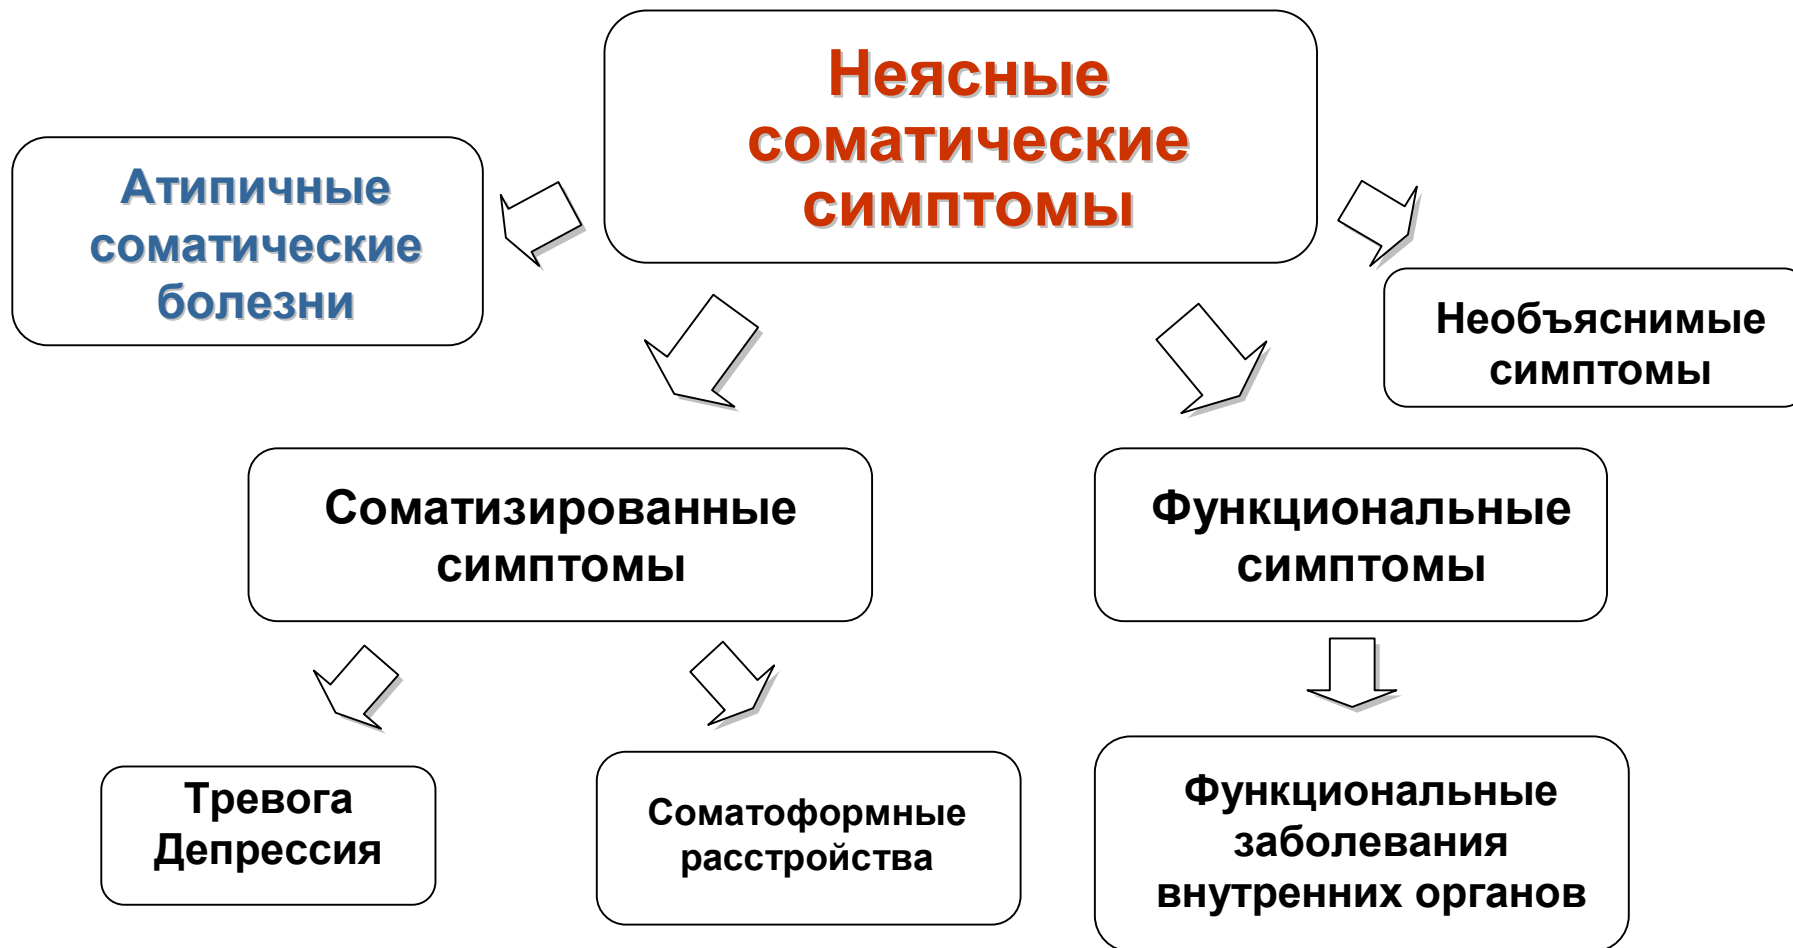 Неясные
соматические
симптомы
Атипичные
соматические
болезни
Необъяснимые
симптомы
Соматизированные
симптомы
Функциональные
симптомы
Тревога
Депрессия
Соматоформные
расстройства
Функциональные
заболевания
внутренних органов